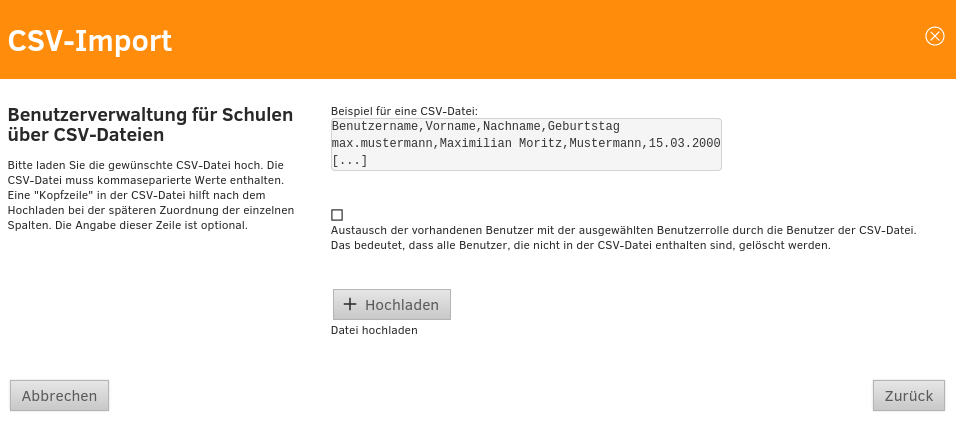 CSV-Import
Benutzerverwaltung für Schulen
über CSV-Dateien
Bitte laden Sie die gewünschte CSV-Datei hoch. Die
CSV-Datei muss kommaseparierte Werte enthalten.
Eine "Kopfzeile" in der CSV-Datei hilft nach dem
Hochladen bei der späteren Zuordnung der einzelnen
Spalten. Die Angabe dieser Zeile ist optional.
Beispiel für eine CSV-Datei:
Benutzername,Vorname,Nachname,Geburtstag
max.mustermann,Maximilian Moritz,Mustermann,15.03.2000
[...]
Austausch der vorhandenen Benutzer mit der ausgewählten Benutzerrolle durch die Benutzer der CSV-Datei.
Das bedeutet, dass alle Benutzer, die nicht in der CSV-Datei enthalten sind, gelöscht werden.
+ Hochladen
Datei hochladen
Abbrechen
Zurück